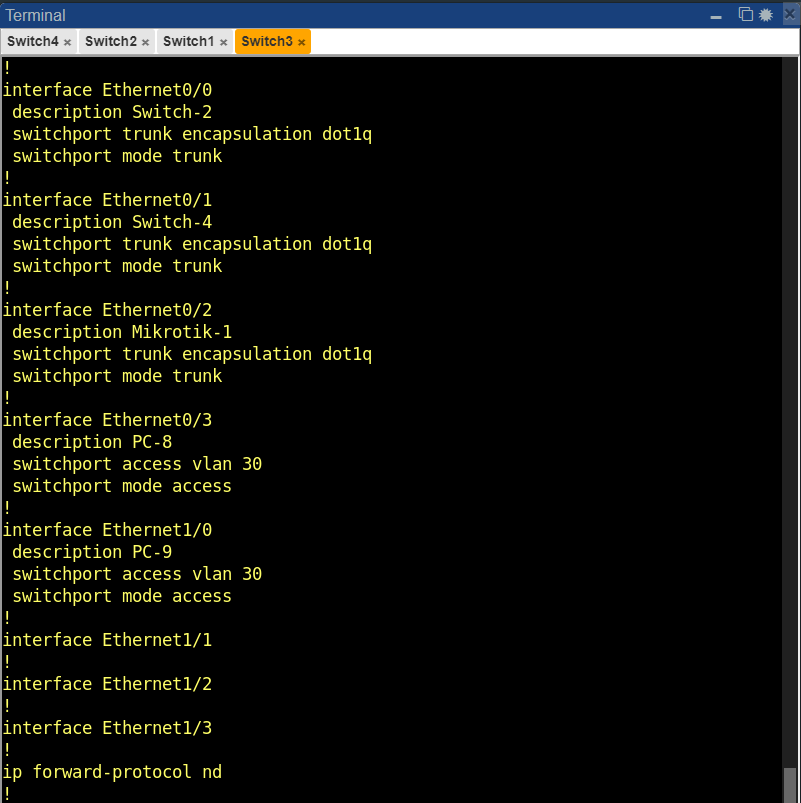 Terminal
Switch4 × Switch2 × Switch1 × Switch3 ×
!
interface Ethernet0/0
 description Switch-2
 switchport trunk encapsulation dot1q
 switchport mode trunk
!
interface Ethernet0/1
 description Switch-4
 switchport trunk encapsulation dot1q
 switchport mode trunk
!
interface Ethernet0/2
 description Mikrotik-1
 switchport trunk encapsulation dot1q
 switchport mode trunk
!
interface Ethernet0/3
 description PC-8
 switchport access vlan 30
 switchport mode access
!
interface Ethernet1/0
 description PC-9
 switchport access vlan 30
 switchport mode access
!
interface Ethernet1/1
!
interface Ethernet1/2
!
interface Ethernet1/3
!
ip forward-protocol nd
!